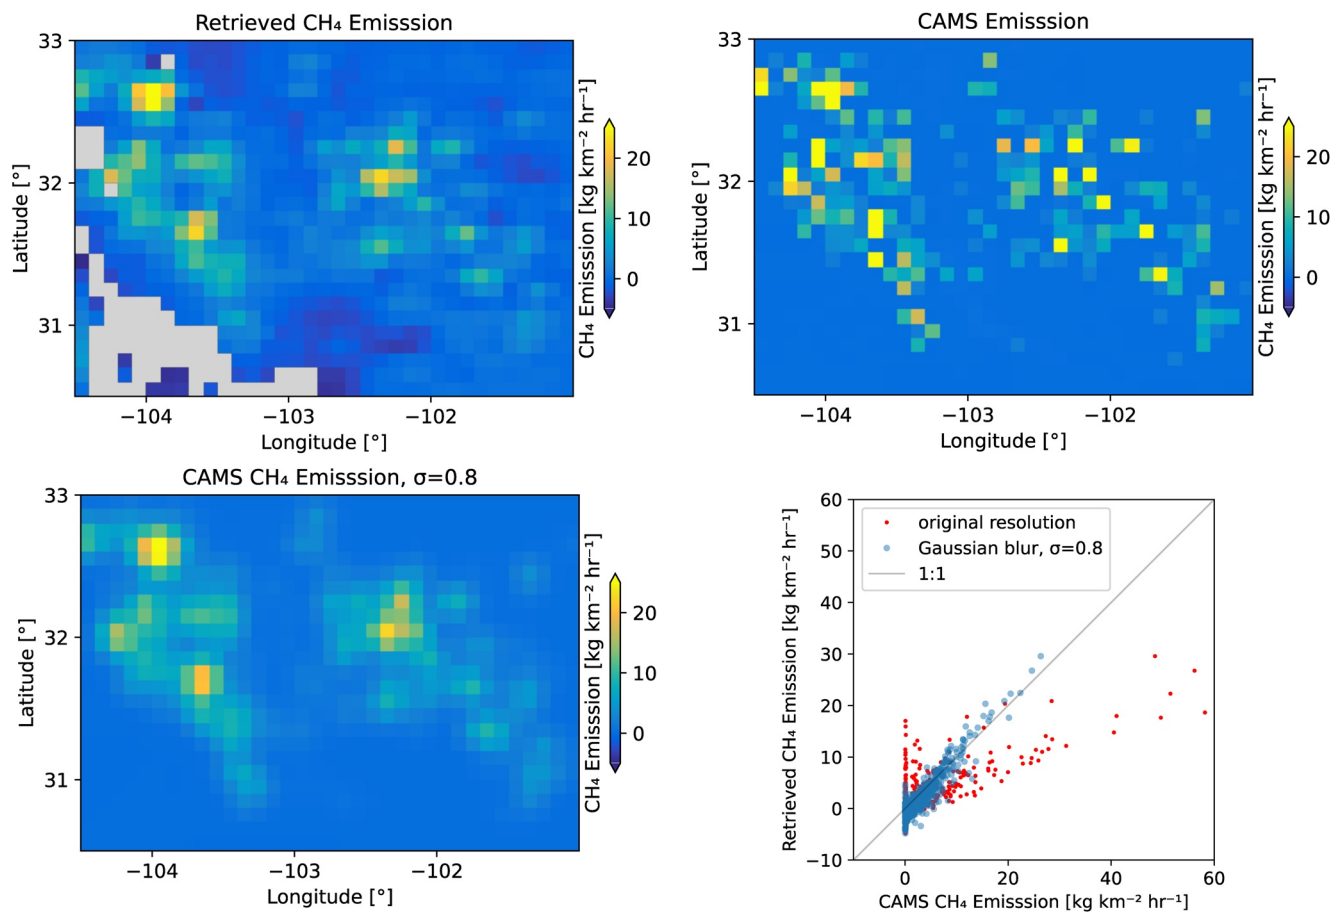 Retrieved CH₄ Emisssion
33
32
31
Latitude [°]
−104
−103
−102
Longitude [°]
20
10
0
CH₄ Emission [kg km⁻² hr⁻¹]
CAMS Emisssion
33
32
31
Latitude [°]
−104
−103
−102
Longitude [°]
20
10
0
CH₄ Emission [kg km⁻² hr⁻¹]
CAMS CH₄ Emisssion, σ=0.8
33
32
31
Latitude [°]
−104
−103
−102
Longitude [°]
20
10
0
CH₄ Emission [kg km⁻² hr⁻¹]
60
50
40
30
20
10
0
−10
Retrieved CH₄ Emisssion [kg km⁻² hr⁻¹]
original resolution
Gaussian blur, σ=0.8
1:1
0
20
40
60
CAMS CH₄ Emisssion [kg km⁻² hr⁻¹]